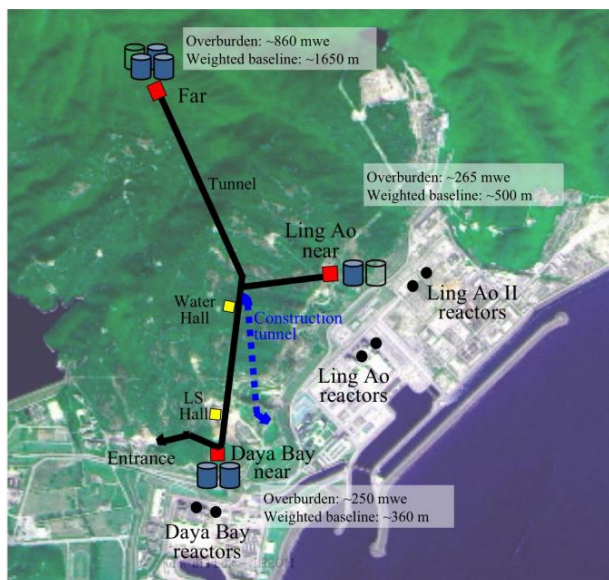 Overburden: ~860 mwe
Weighted baseline: ~1650 m
Far
Tunnel
Overburden: ~265 mwe
Weighted baseline: ~500 m
Ling Ao
near
Water
Hall
Construction
tunnel
Ling Ao II
reactors
Ling Ao
reactors
LS
Hall
Entrance
Daya Bay
near
Overburden: ~250 mwe
Weighted baseline: ~360 m
Daya Bay
reactors